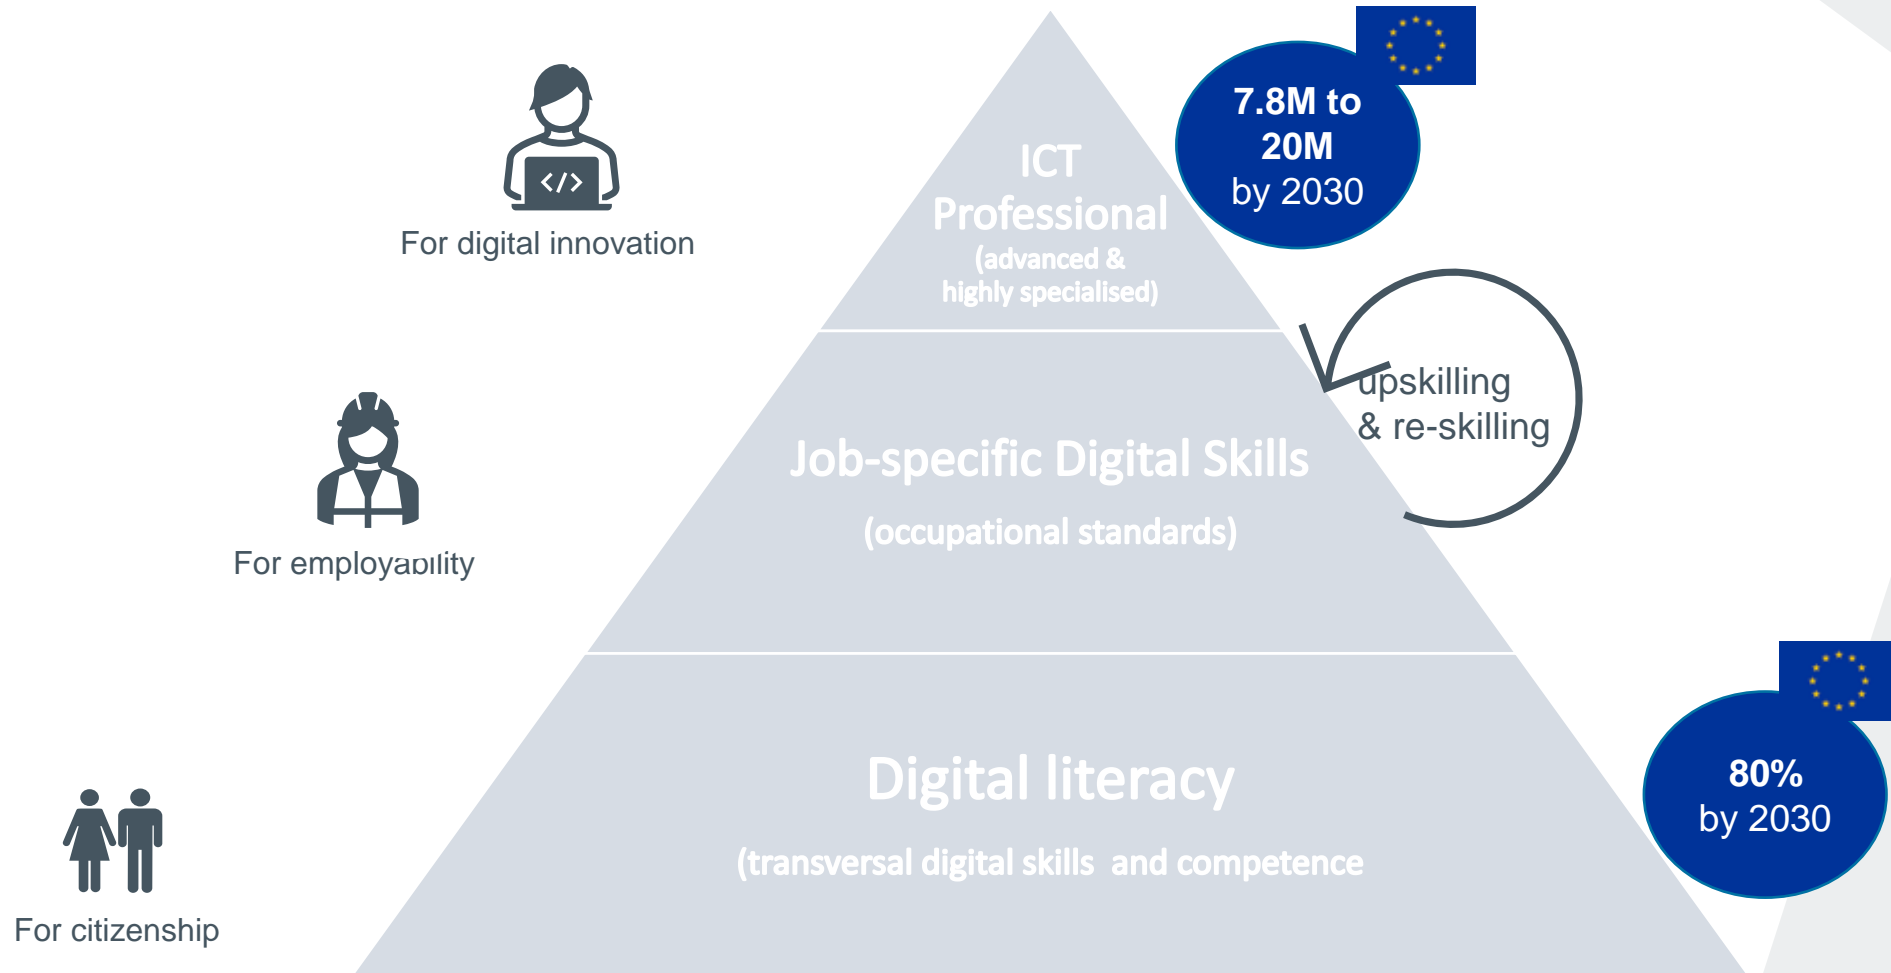 7.8M to
20M
by 2030
</>
ICT
Professional
(advanced &
highly specialised)
For digital innovation
upskilling
& re-skilling
Job-specific Digital Skills
(occupational standards)
For employability
Digital literacy
(transversal digital skills and competence
80%
by 2030
For citizenship